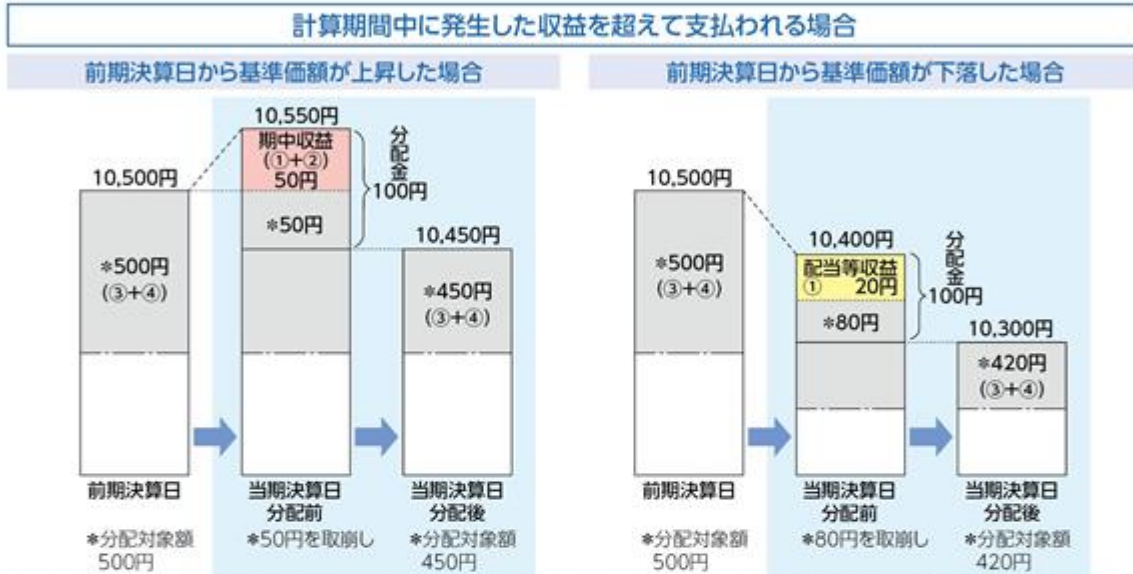 計算期間中に発生した収益を超えて支払われる場合
前期決算日から基準価額が上昇した場合
10,550円
期中収益
(①+②)
50円
分配金
100円
10,500円
*50円
10,450円
*500円
(③+④)
*450円
(③+④)
前期決算日
当期決算日
分配前
当期決算日
分配後
*分配対象額
500円
*50円を取崩し
*分配対象額
450円
前期決算日から基準価額が下落した場合
10,500円
10,400円
分配金
配当等収益
① 20円
100円
*500円
(③+④)
*80円
10,300円
*420円
(③+④)
前期決算日
当期決算日
分配前
当期決算日
分配後
*分配対象額
500円
*80円を取崩し
*分配対象額
420円